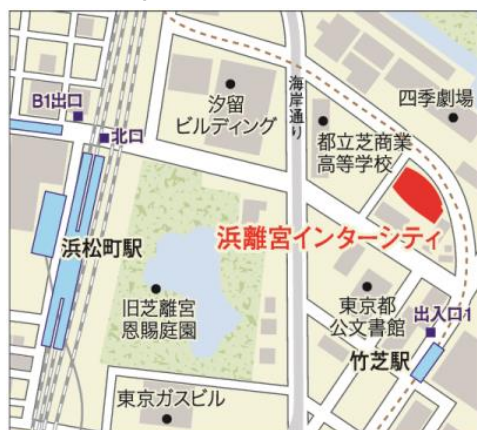 B1出口
北口
汐留
ビルディング
海岸通り
四季劇場
都立芝商業
高等学校
浜離宮インターシティ
浜松町駅
旧芝離宮
恩賜庭園
東京都
公文書館
出入口1
竹芝駅
東京ガスビル